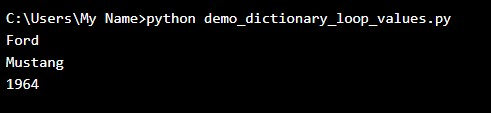 C:\Users\My Name>python demo_dictionary_loop_values.py
Ford
Mustang
1964